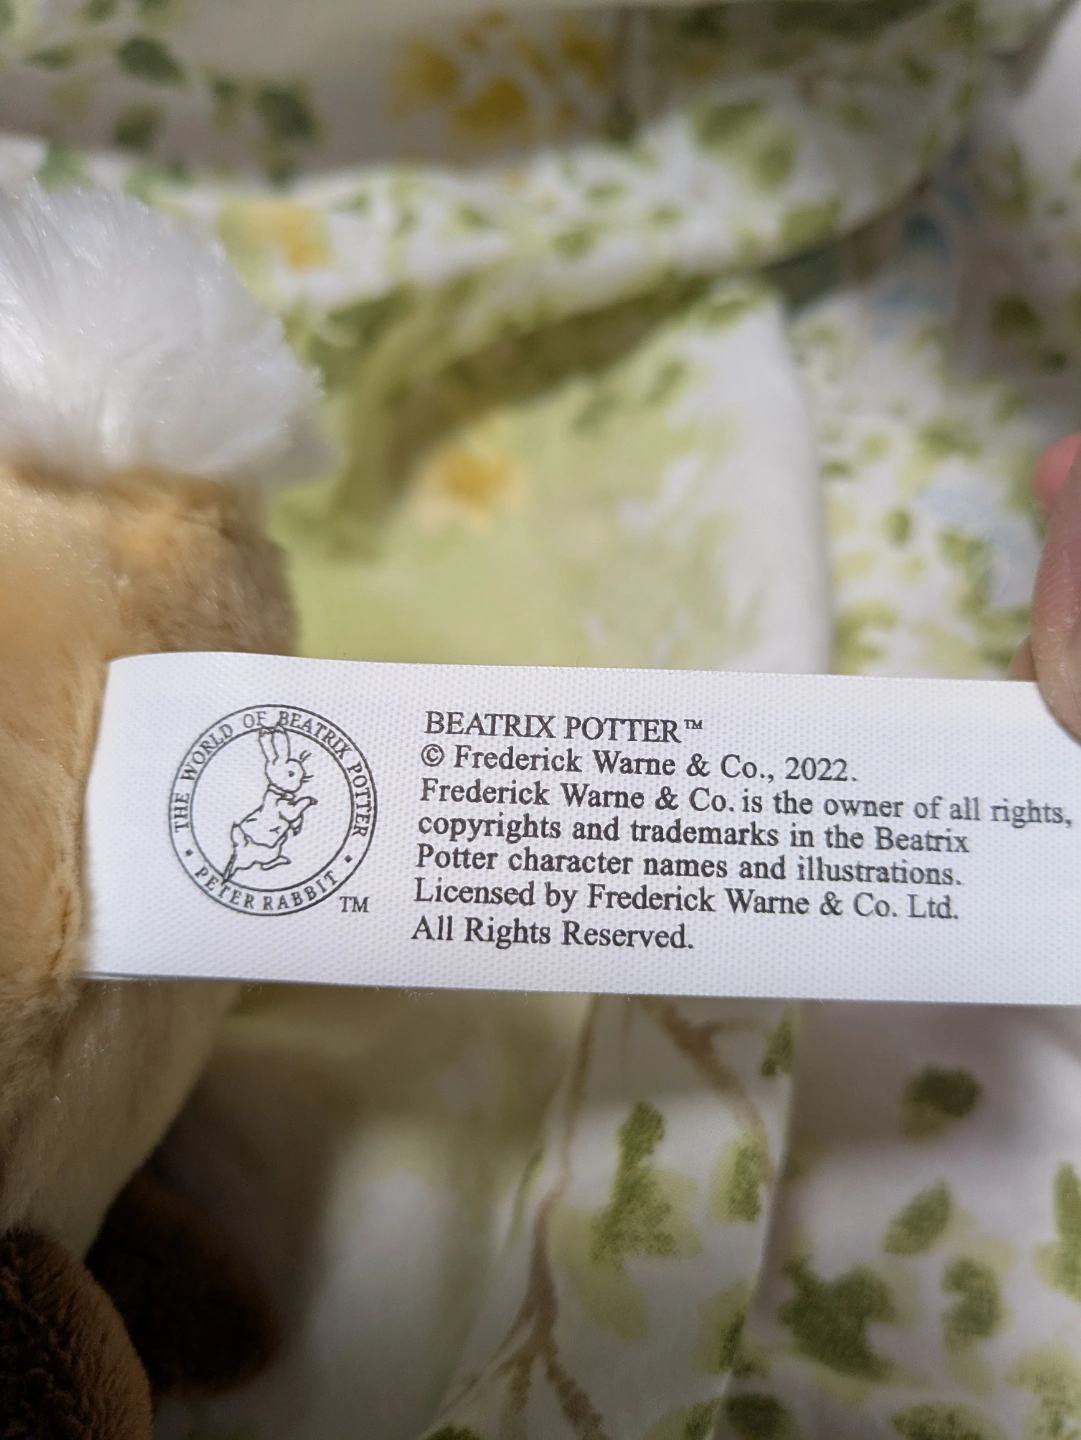 THE WORLD OF BEATRIX POTTER
• PETER RABBIT •
TM
BEATRIX POTTER™
© Frederick Warne & Co., 2022.
Frederick Warne & Co. is the owner of all rights,
copyrights and trademarks in the Beatrix
Potter character names and illustrations.
Licensed by Frederick Warne & Co. Ltd.
All Rights Reserved.